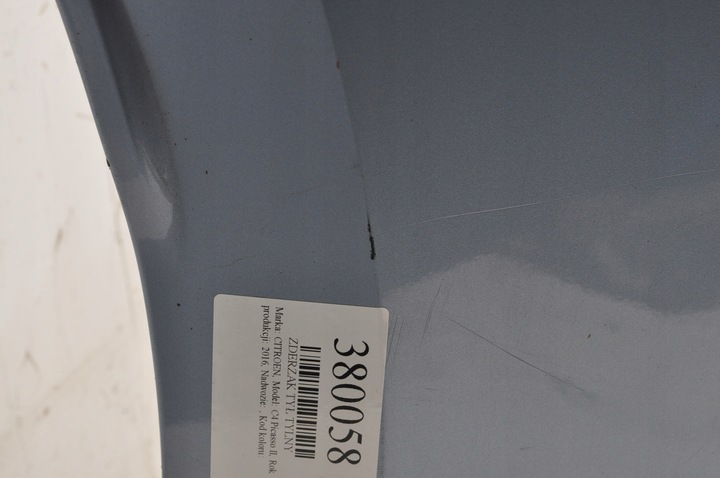 380058
ZDERZAK TYŁ TYLNY
Marka: CITROEN, Model: C4 Picasso II, Rok
produkcji: 2016, Nadwozie: , Kod koloru: